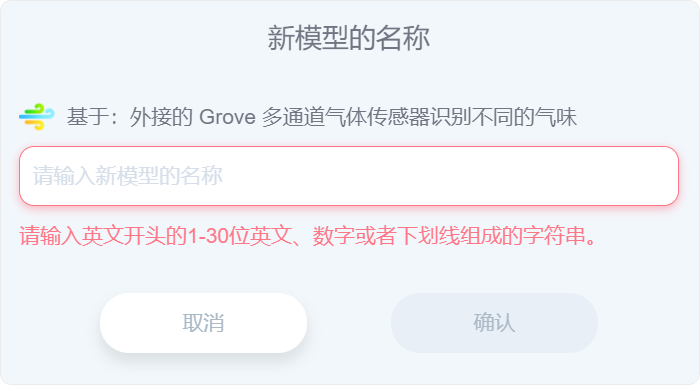 新模型的名称
基于：外接的 Grove 多通道气体传感器识别不同的气味
请输入新模型的名称
请输入英文开头的1-30位英文、数字或者下划线组成的字符串。
取消
确认